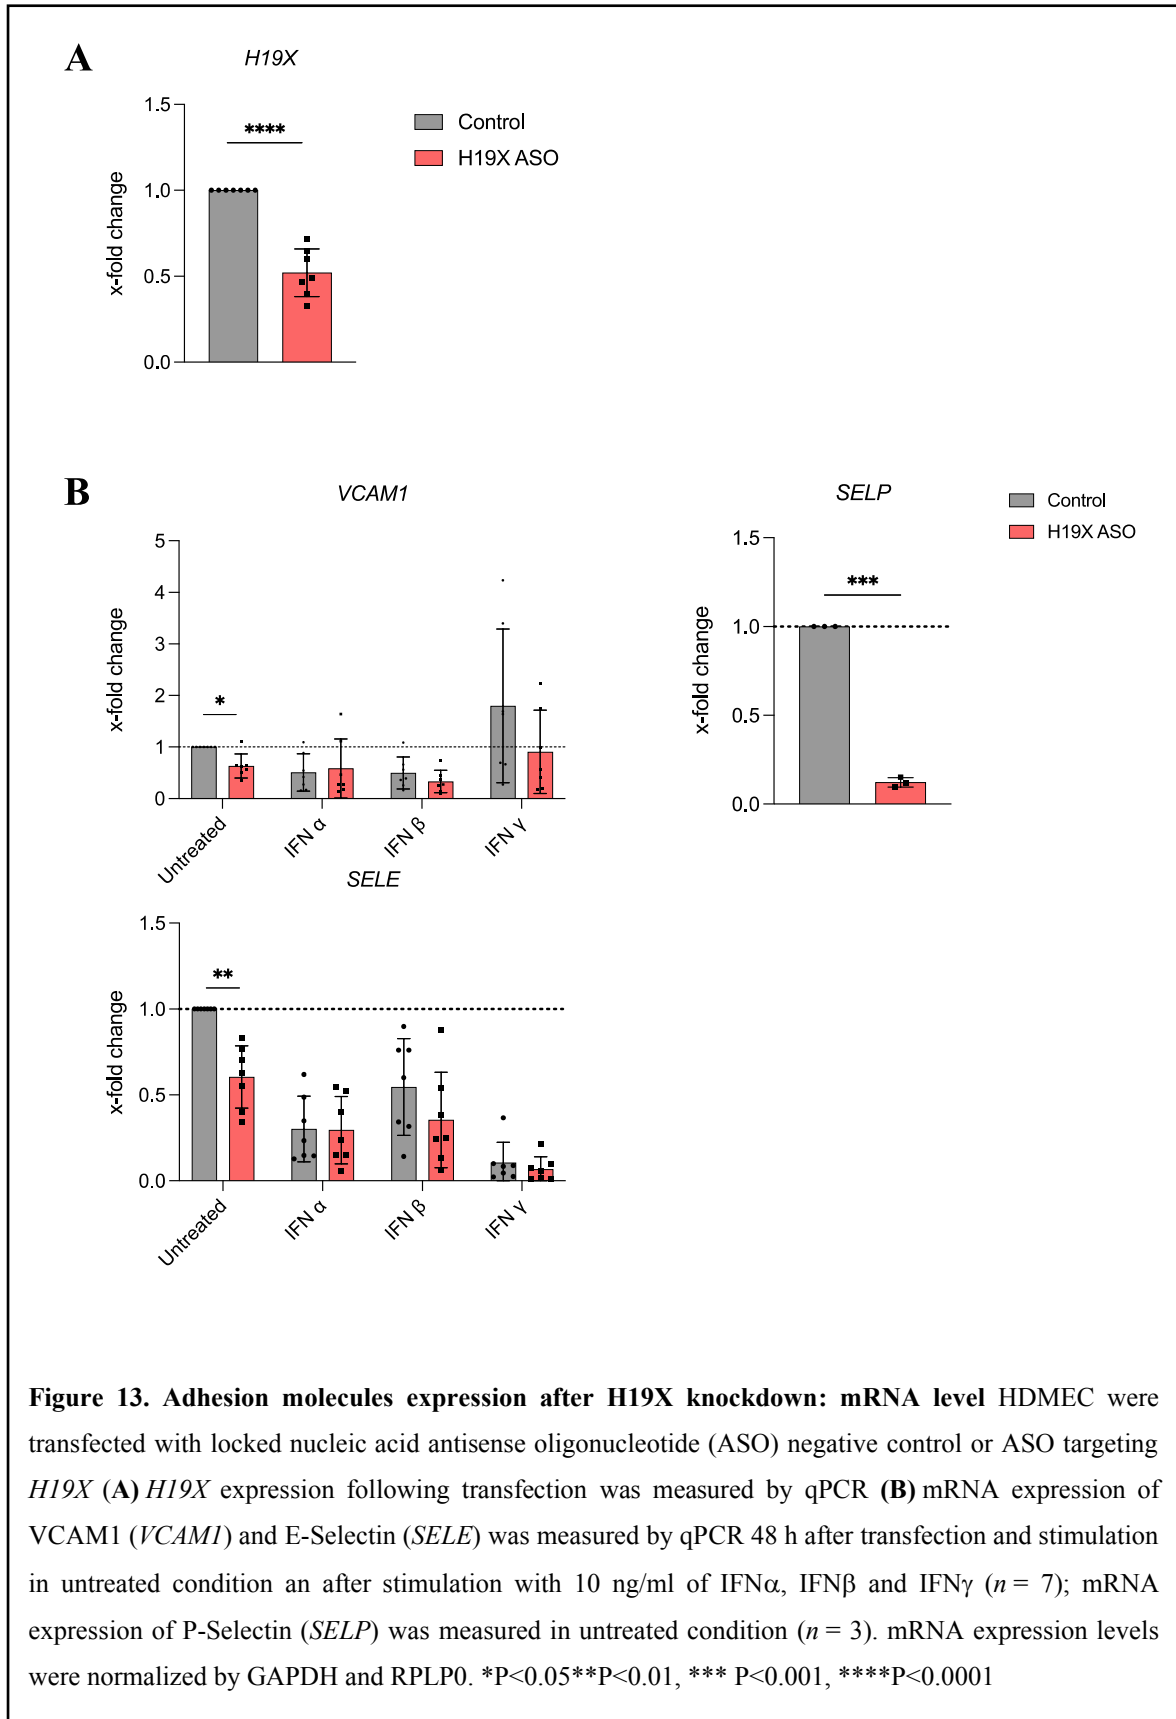 A
H19X
1.5
1.0
0.5
0.0
x-fold change
****
Control
H19X ASO
B
VCAM1
5
4
3
2
1
0
x-fold change
*
Untreated
IFN α
IFN β
IFN γ
SELP
1.5
1.0
0.5
0.0
x-fold change
***
Control
H19X ASO
SELE
1.5
1.0
0.5
0.0
x-fold change
**
Untreated
IFN α
IFN β
IFN γ
Figure 13. Adhesion molecules expression after H19X knockdown: mRNA level HDMEC were
transfected with locked nucleic acid antisense oligonucleotide (ASO) negative control or ASO targeting
H19X (A) H19X expression following transfection was measured by qPCR (B) mRNA expression of
VCAM1 (VCAM1) and E-Selectin (SELE) was measured by qPCR 48 h after transfection and stimulation
in untreated condition an after stimulation with 10 ng/ml of IFNα, IFNβ and IFNγ (n = 7); mRNA
expression of P-Selectin (SELP) was measured in untreated condition (n = 3). mRNA expression levels
were normalized by GAPDH and RPLP0. *P<0.05**P<0.01, *** P<0.001, ****P<0.0001